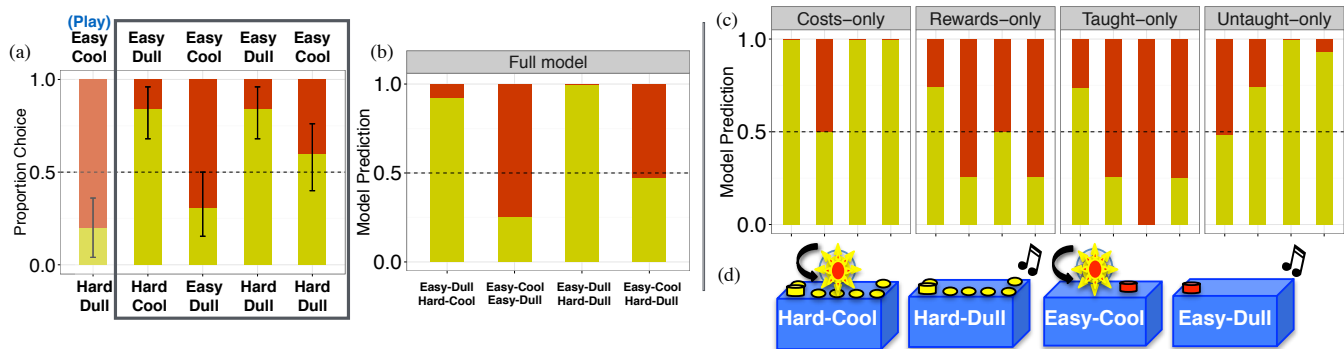 (a)
(Play)
Easy
Cool
Easy
Dull
Easy
Cool
Easy
Dull
Easy
Cool
Proportion Choice
1.0
0.5
0.0
Hard
Dull
Hard
Cool
Easy
Dull
Hard
Dull
Hard
Dull
(b)
Full model
Model Prediction
1.0
0.5
0.0
Easy-Dull
Hard-Cool
Easy-Cool
Easy-Dull
Easy-Dull
Hard-Dull
Easy-Cool
Hard-Dull
(c)
Costs−only
Rewards−only
Taught−only
Untaught−only
Model Prediction
1.0
0.5
0.0
(d)
Hard-Cool
Hard-Dull
Easy-Cool
Easy-Dull